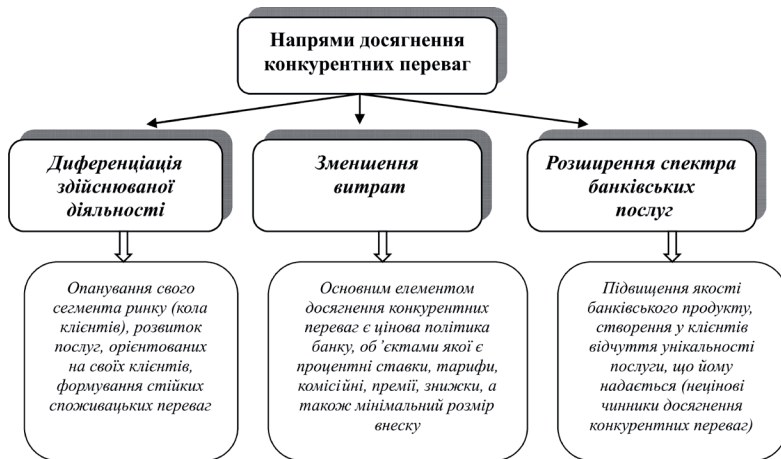 Напрями досягнення
конкурентних переваг
Диференціація
здійснюваної
діяльності
Зменшення
витрат
Розширення спектра
банківських
послуг
Опанування свого
сегмента ринку (кола
клієнтів), розвиток
послуг, орієнтованих
на своїх клієнтів,
формування стійких
споживацьких переваг
Основним елементом
досягнення конкурентних
переваг є цінова політика
банку, об’єктами якої є
процентні ставки, тарифи,
комісійні, премії, знижки, а
також мінімальний розмір
внеску
Підвищення якості
банківського продукту,
створення у клієнтів
відчуття унікальності
послуги, що йому
надається (нецінові
чинники досягнення
конкурентних переваг)